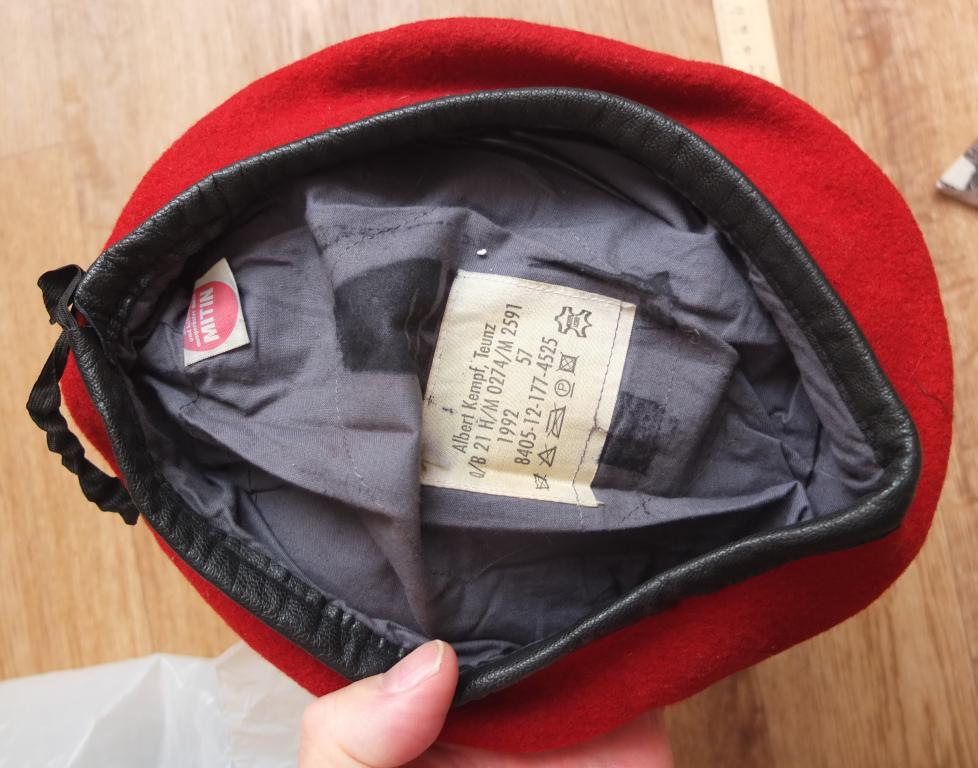 MITIN
Albert Kempf, Teunz
0/B 21 H/M 0274/M 2591
1992 57
8405-12-177-4525